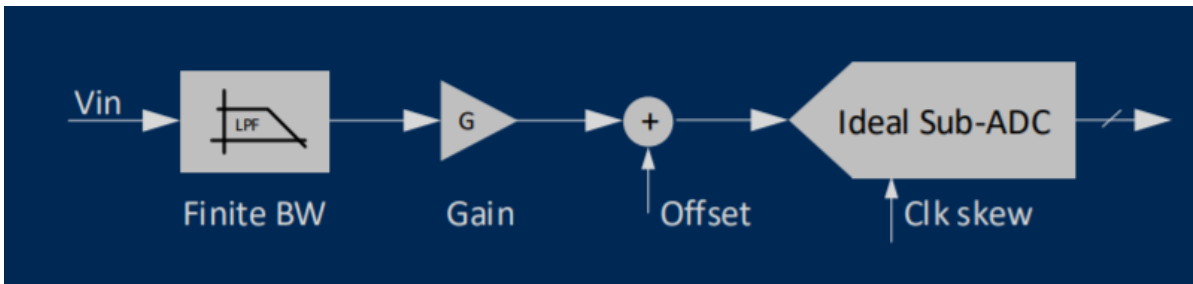 Vin
LPF
G
+
Ideal Sub-ADC
Finite BW
Gain
Offset
Clk skew